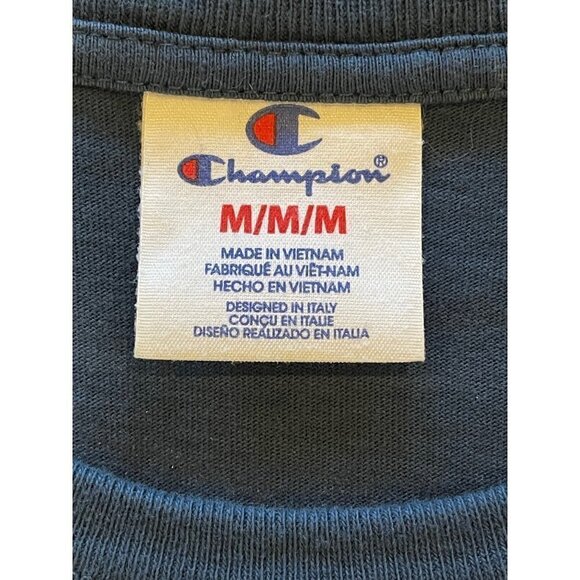 Champion®
M/M/M
MADE IN VIETNAM
FABRIQUÉ AU VIÊT-NAM
HECHO EN VIETNAM
DESIGNED IN ITALY
CONÇU EN ITALIE
DISEÑO REALIZADO EN ITALIA